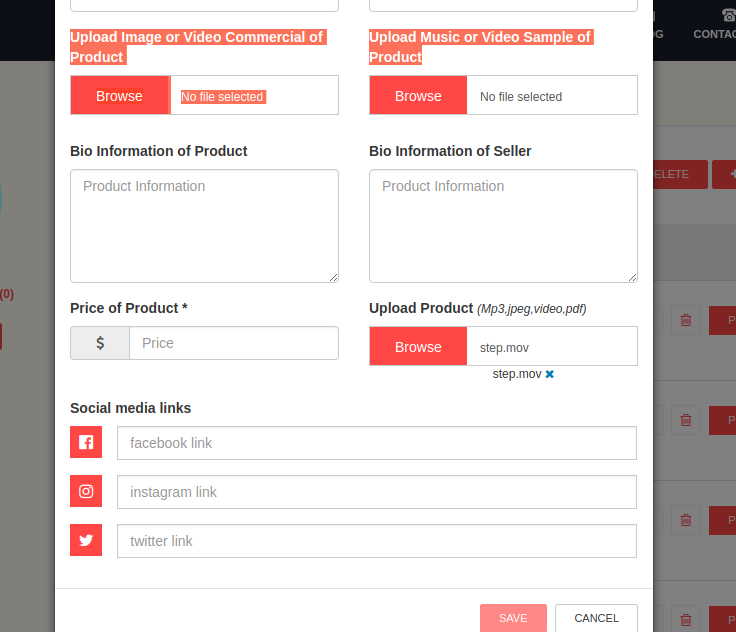 Upload Image or Video Commercial of
Product
Upload Music or Video Sample of
Product
Browse
No file selected
Browse
No file selected
Bio Information of Product
Bio Information of Seller
Product Information
Product Information
Price of Product *
Upload Product (Mp3,jpeg,video,pdf)
$
Price
Browse
step.mov
step.mov
Social media links
facebook link
instagram link
twitter link
SAVE
CANCEL
OG
CONTAC
ELETE
(0)
P
P
P
P